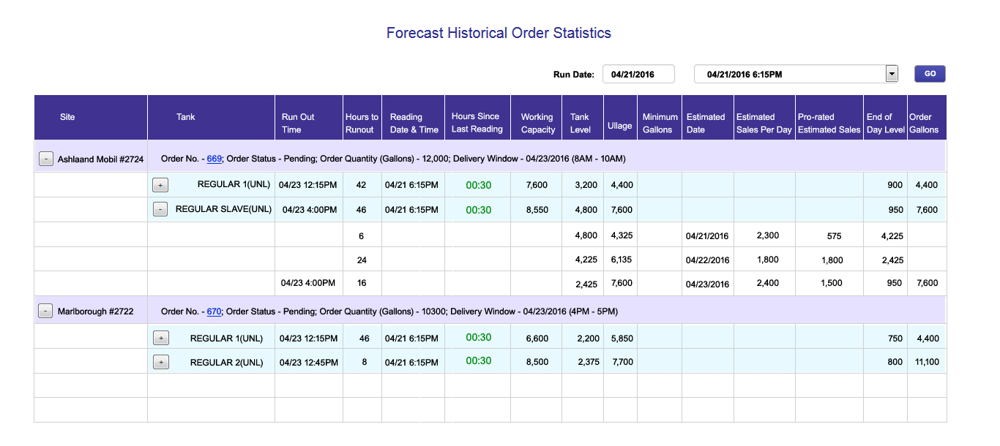 Forecast Historical Order Statistics
Run Date: 04/21/2016 04/21/2016 6:15PM GO
Site Tank Run Out Time Hours to Runout Reading Date & Time Hours Since Last Reading Working Capacity Tank Level Ullage Minimum Gallons Estimated Date Estimated Sales Per Day Pro-rated Estimated Sales End of Day Level Order Gallons
- Ashlaand Mobil #2724 Order No. - 669; Order Status - Pending; Order Quantity (Gallons) - 12,000; Delivery Window - 04/23/2016 (8AM - 10AM)
+ REGULAR 1(UNL) 04/23 12:15PM 42 04/21 6:15PM 00:30 7,600 3,200 4,400 900 4,400
- REGULAR SLAVE(UNL) 04/23 4:00PM 46 04/21 6:15PM 00:30 8,550 4,800 7,600 950 7,600
6 4,800 4,325 04/21/2016 2,300 575 4,225
24 4,225 6,135 04/22/2016 1,800 1,800 2,425
04/23 4:00PM 16 2,425 7,600 04/23/2016 2,400 1,500 950 7,600
- Marlborough #2722 Order No. - 670; Order Status - Pending; Order Quantity (Gallons) - 10300; Delivery Window - 04/23/2016 (4PM - 5PM)
+ REGULAR 1(UNL) 04/23 12:15PM 46 04/21 6:15PM 00:30 6,600 2,200 5,850 750 4,400
+ REGULAR 2(UNL) 04/23 12:45PM 8 04/21 6:15PM 00:30 8,500 2,375 7,700 800 11,100